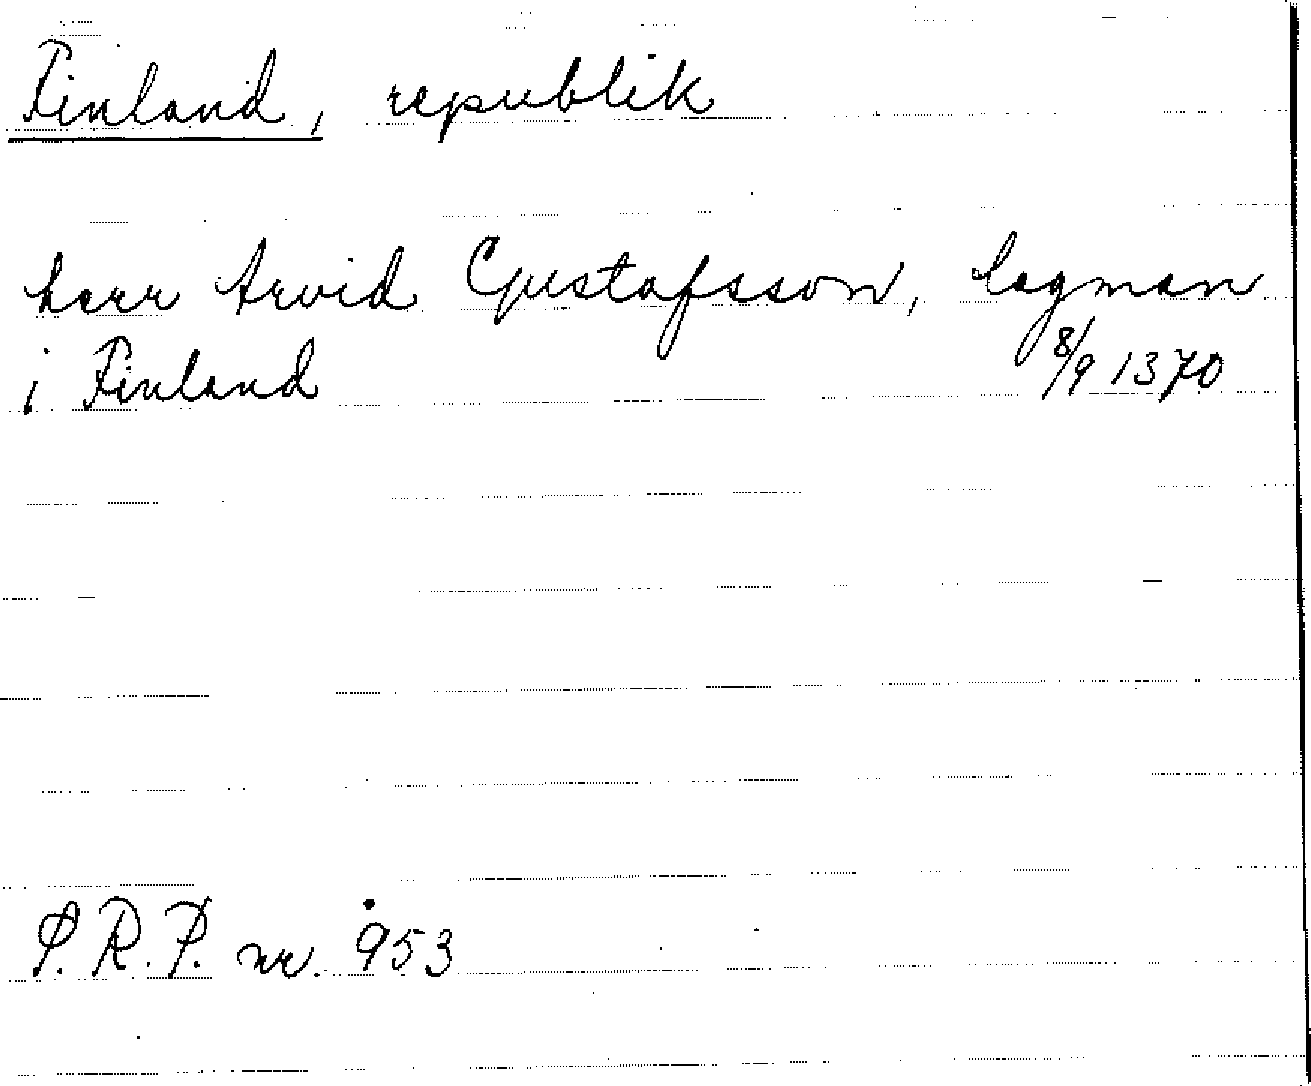 Finland, republik
herr Arvid Gustafsson, lagman
i Finland 8/9 1370
S.R.P. nr. 953